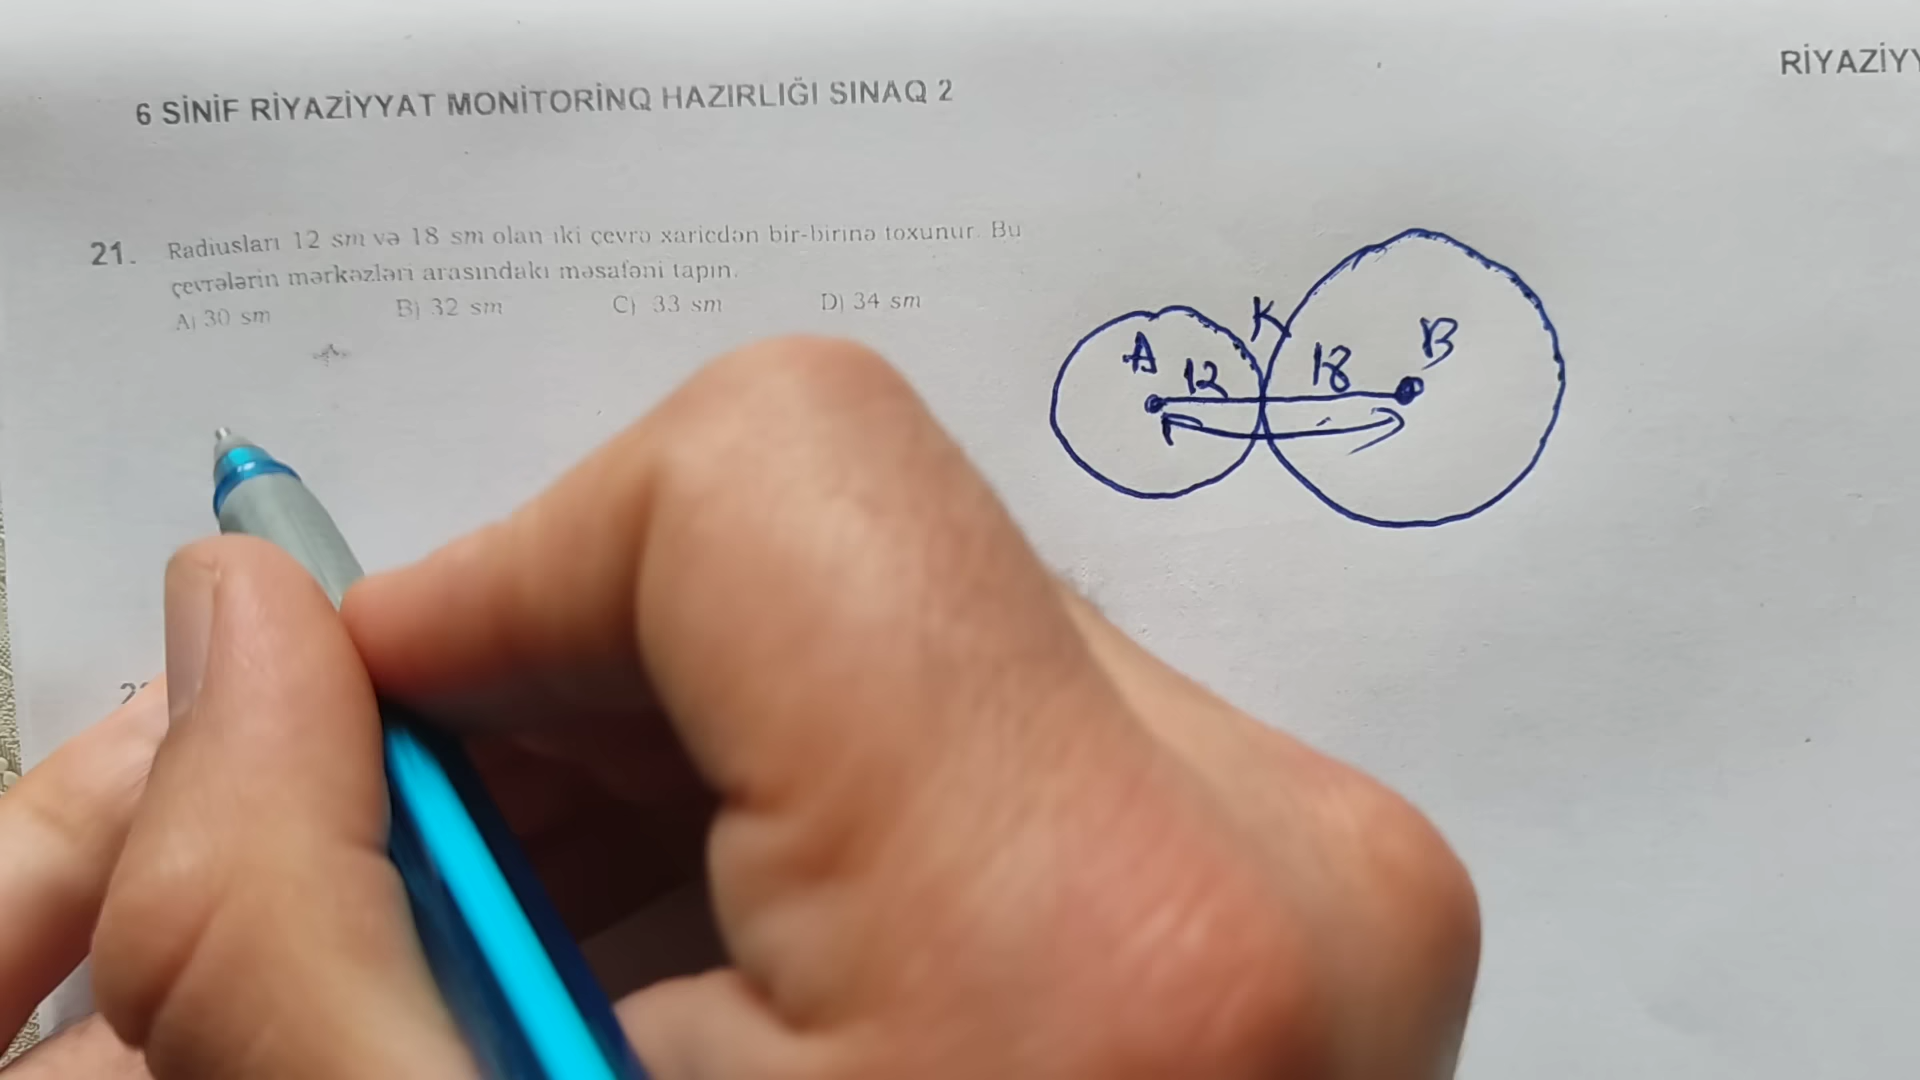 6 SİNİF RİYAZİYYAT MONİTORİNQ HAZIRLIĞI SINAQ 2
RİYAZİYY
21. Radiusları 12 sm və 18 sm olan iki çevrə xaricdən bir-birinə toxunur. Bu
çevrələrin mərkəzləri arasındakı məsafəni tapın.
A) 30 sm B) 32 sm C) 33 sm D) 34 sm
K
A 12 18 B